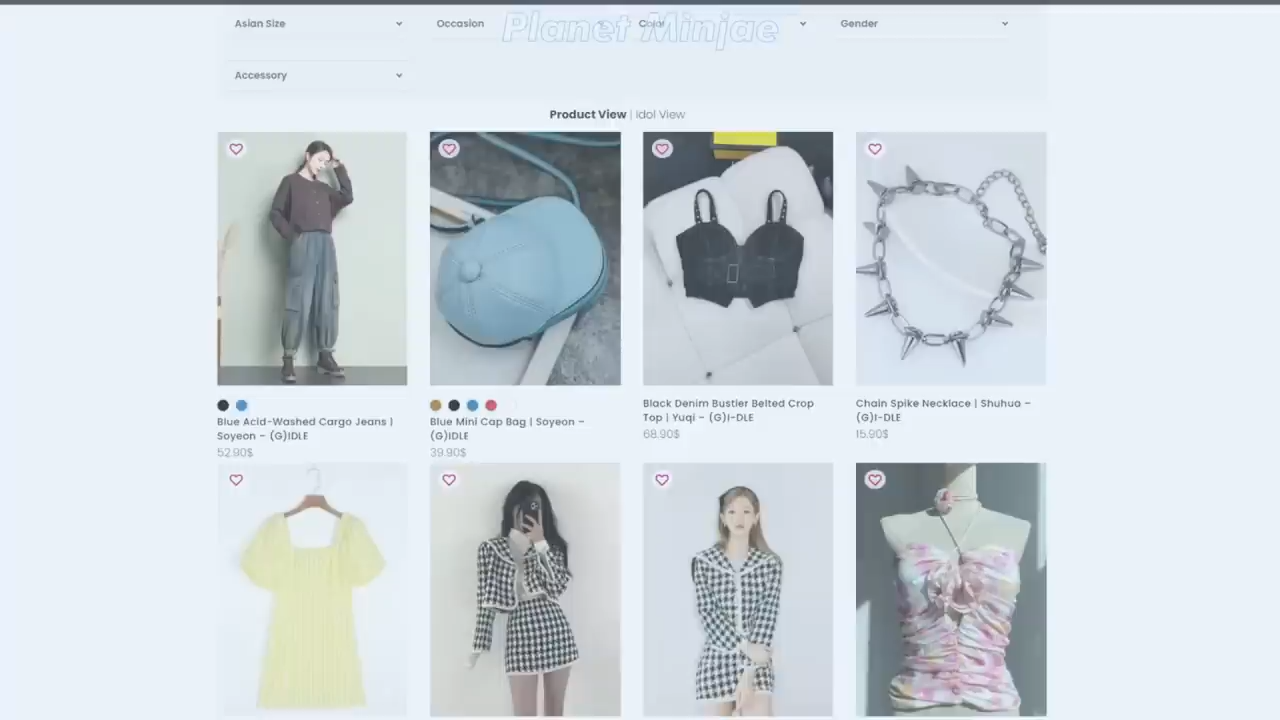 Asian Size
Occasion
Color
Gender
Planet Minjae
Accessory
Product View | Idol View
Blue Acid-Washed Cargo Jeans |
Soyeon – (G)IDLE
52.90$
Blue Mini Cap Bag | Soyeon –
(G)IDLE
39.90$
Black Denim Bustier Belted Crop
Top | Yuqi – (G)I-DLE
68.90$
Chain Spike Necklace | Shuhua –
(G)I-DLE
15.90$